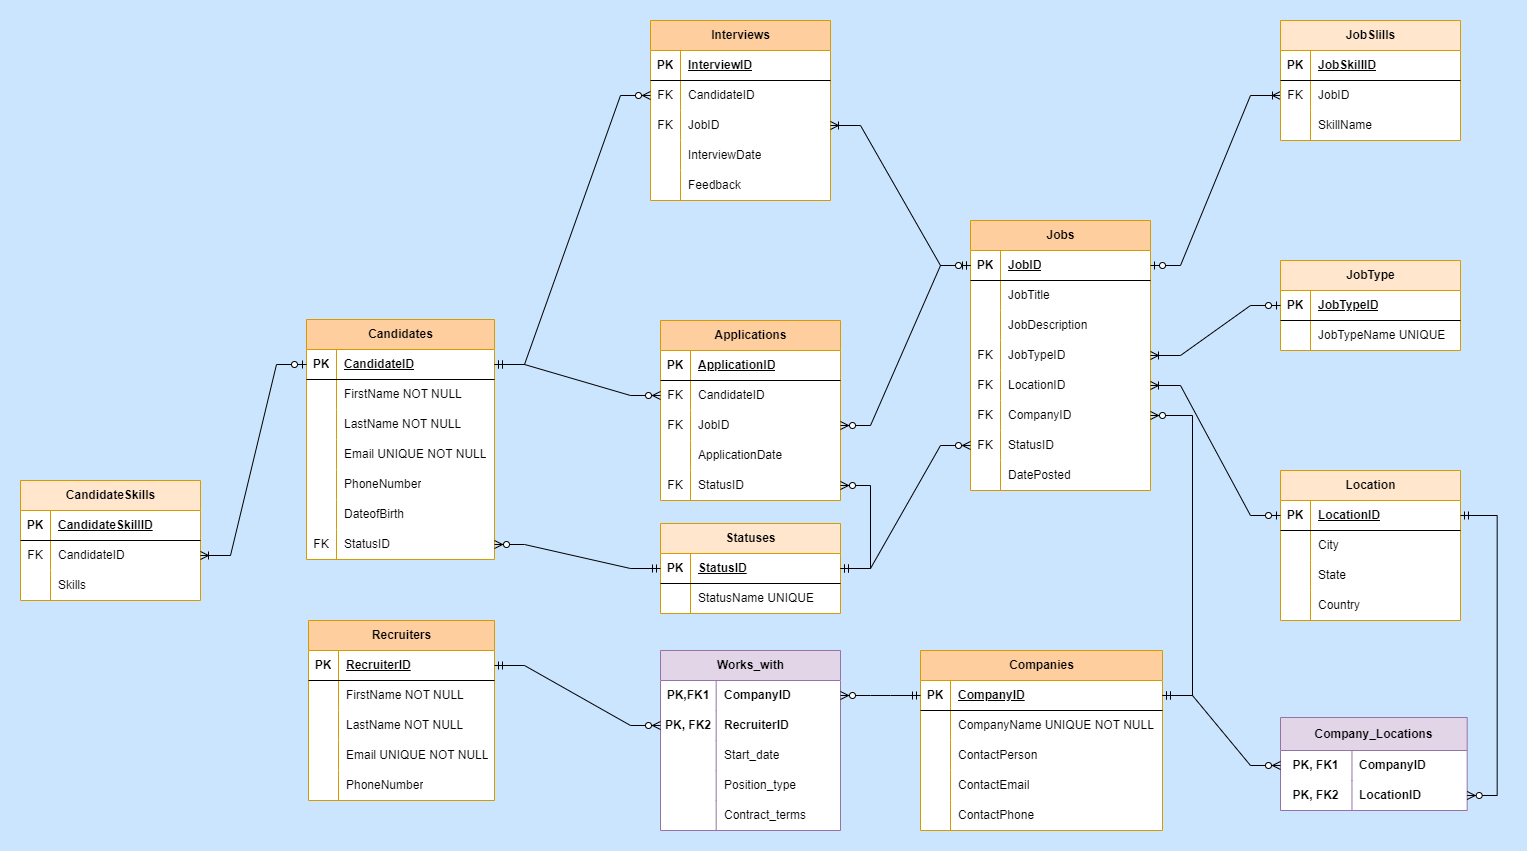 Interviews
PK InterviewID
FK CandidateID
FK JobID
InterviewDate
Feedback
JobSlills
PK JobSkillID
FK JobID
SkillName
Jobs
PK JobID
JobTitle
JobDescription
FK JobTypeID
FK LocationID
FK CompanyID
FK StatusID
DatePosted
JobType
PK JobTypeID
JobTypeName UNIQUE
Candidates
PK CandidateID
FirstName NOT NULL
LastName NOT NULL
Email UNIQUE NOT NULL
PhoneNumber
DateofBirth
FK StatusID
Applications
PK ApplicationID
FK CandidateID
FK JobID
ApplicationDate
FK StatusID
CandidateSkills
PK CandidateSkillID
FK CandidateID
Skills
Statuses
PK StatusID
StatusName UNIQUE
Location
PK LocationID
City
State
Country
Recruiters
PK RecruiterID
FirstName NOT NULL
LastName NOT NULL
Email UNIQUE NOT NULL
PhoneNumber
Works_with
PK,FK1 CompanyID
PK, FK2 RecruiterID
Start_date
Position_type
Contract_terms
Companies
PK CompanyID
CompanyName UNIQUE NOT NULL
ContactPerson
ContactEmail
ContactPhone
Company_Locations
PK, FK1 CompanyID
PK, FK2 LocationID